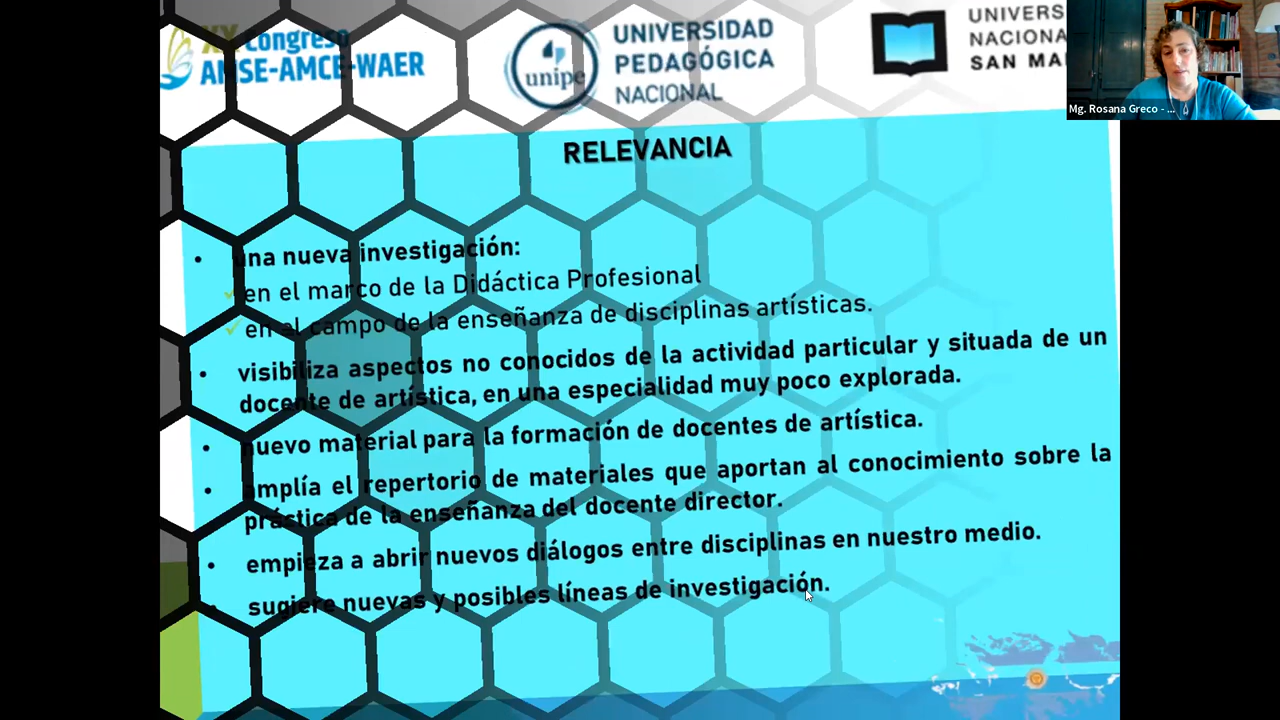 XX Congreso
AMSE-AMCE-WAER
unipe
UNIVERSIDAD
PEDAGÓGICA
NACIONAL
UNIVERS
NACIONA
SAN MA
Mg. Rosana Greco - ...
RELEVANCIA
• una nueva investigación:
✓ en el marco de la Didáctica Profesional
✓ en el campo de la enseñanza de disciplinas artísticas.
• visibiliza aspectos no conocidos de la actividad particular y situada de un
docente de artística, en una especialidad muy poco explorada.
• nuevo material para la formación de docentes de artística.
• amplía el repertorio de materiales que aportan al conocimiento sobre la
práctica de la enseñanza del docente director.
• empieza a abrir nuevos diálogos entre disciplinas en nuestro medio.
• sugiere nuevas y posibles líneas de investigación.